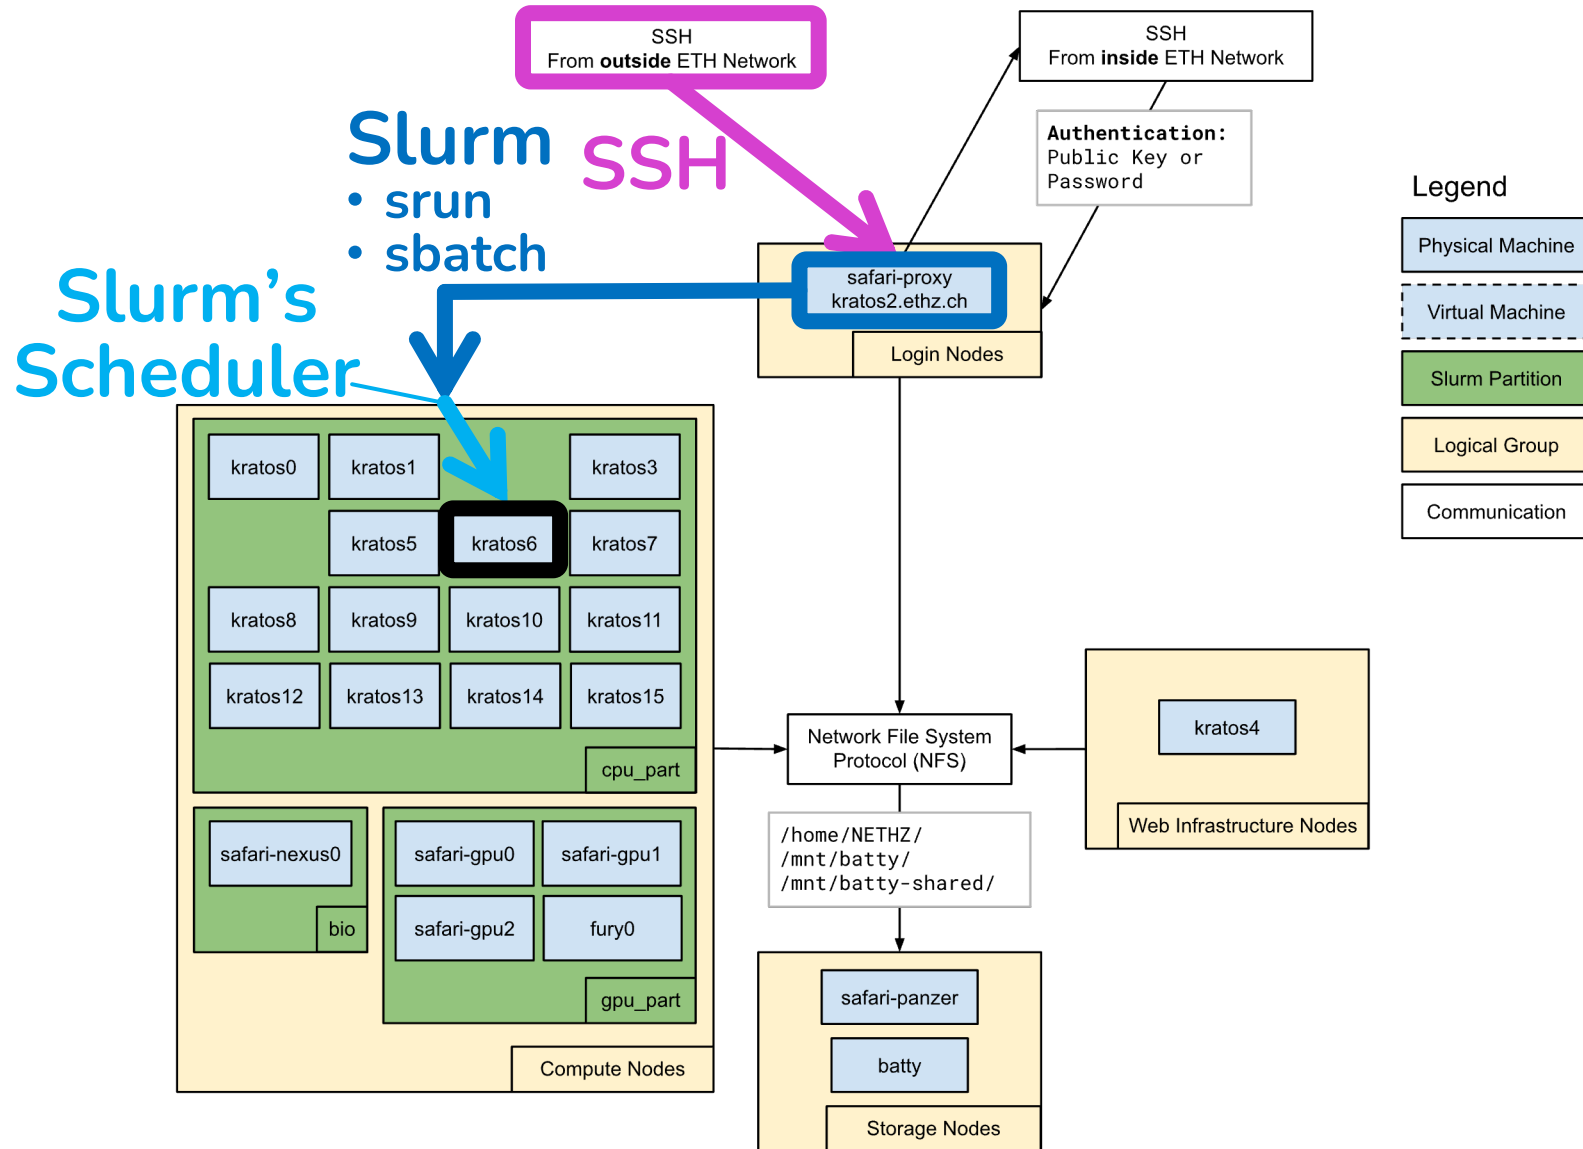 SSH
From outside ETH Network
SSH
From inside ETH Network
Authentication:
Public Key or
Password
Slurm
• srun
• sbatch
SSH
Slurm's
Scheduler
safari-proxy
kratos2.ethz.ch
Login Nodes
Legend
Physical Machine
Virtual Machine
Slurm Partition
Logical Group
Communication
kratos0
kratos1
kratos3
kratos5
kratos6
kratos7
kratos8
kratos9
kratos10
kratos11
kratos12
kratos13
kratos14
kratos15
cpu_part
safari-nexus0
bio
safari-gpu0
safari-gpu1
safari-gpu2
fury0
gpu_part
Compute Nodes
Network File System
Protocol (NFS)
/home/NETHZ/
/mnt/batty/
/mnt/batty-shared/
kratos4
Web Infrastructure Nodes
safari-panzer
batty
Storage Nodes